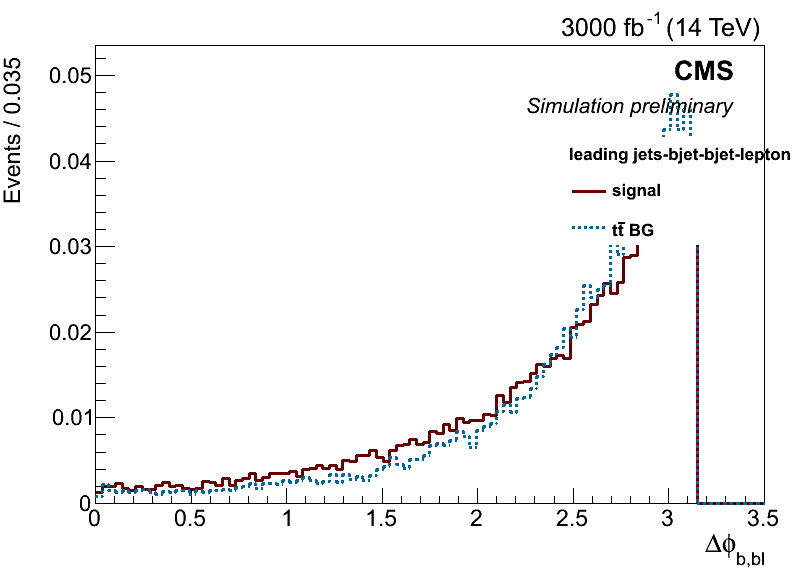 3000 fb⁻¹ (14 TeV)
CMS
Simulation preliminary
leading jets-bjet-bjet-lepton
signal
tt̄ BG
Events / 0.035
0.05
0.04
0.03
0.02
0.01
0
0 0.5 1 1.5 2 2.5 3 3.5
Δϕb,bl